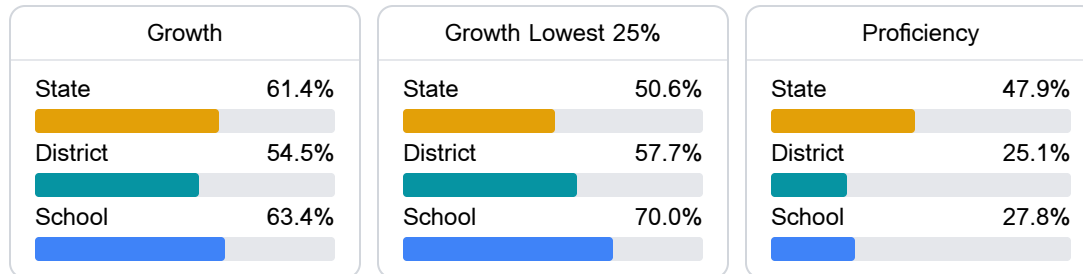 Growth
State 61.4%
District 54.5%
School 63.4%
Growth Lowest 25%
State 50.6%
District 57.7%
School 70.0%
Proficiency
State 47.9%
District 25.1%
School 27.8%